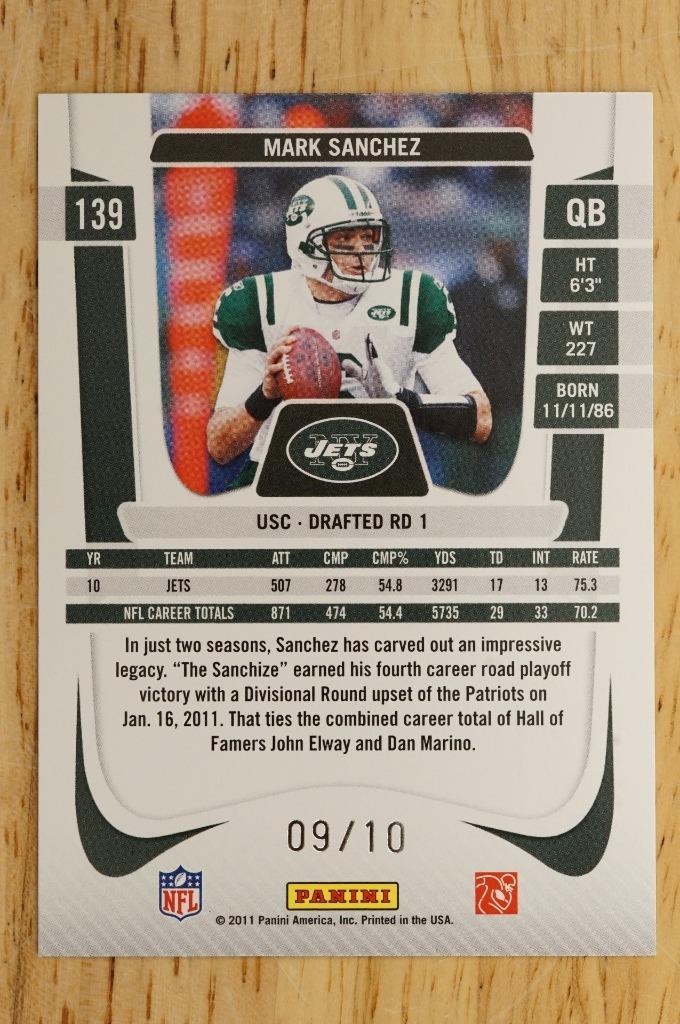 MARK SANCHEZ
139
QB
HT
6'3"
WT
227
BORN
11/11/86
NY
JETS
USC · DRAFTED RD 1
YR TEAM ATT CMP CMP% YDS TD INT RATE
10 JETS 507 278 54.8 3291 17 13 75.3
NFL CAREER TOTALS 871 474 54.4 5735 29 33 70.2
In just two seasons, Sanchez has carved out an impressive
legacy. “The Sanchize” earned his fourth career road playoff
victory with a Divisional Round upset of the Patriots on
Jan. 16, 2011. That ties the combined career total of Hall of
Famers John Elway and Dan Marino.
09/10
NFL
PANINI
© 2011 Panini America, Inc. Printed in the USA.